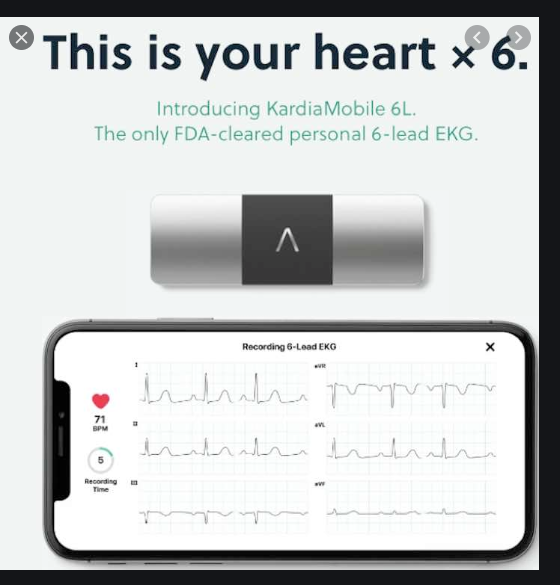 This is your heart × 6.
Introducing KardiaMobile 6L.
The only FDA-cleared personal 6-lead EKG.
Recording 6-Lead EKG
I
aVR
71
BPM
II
aVL
5
Recording
Time
III
aVF